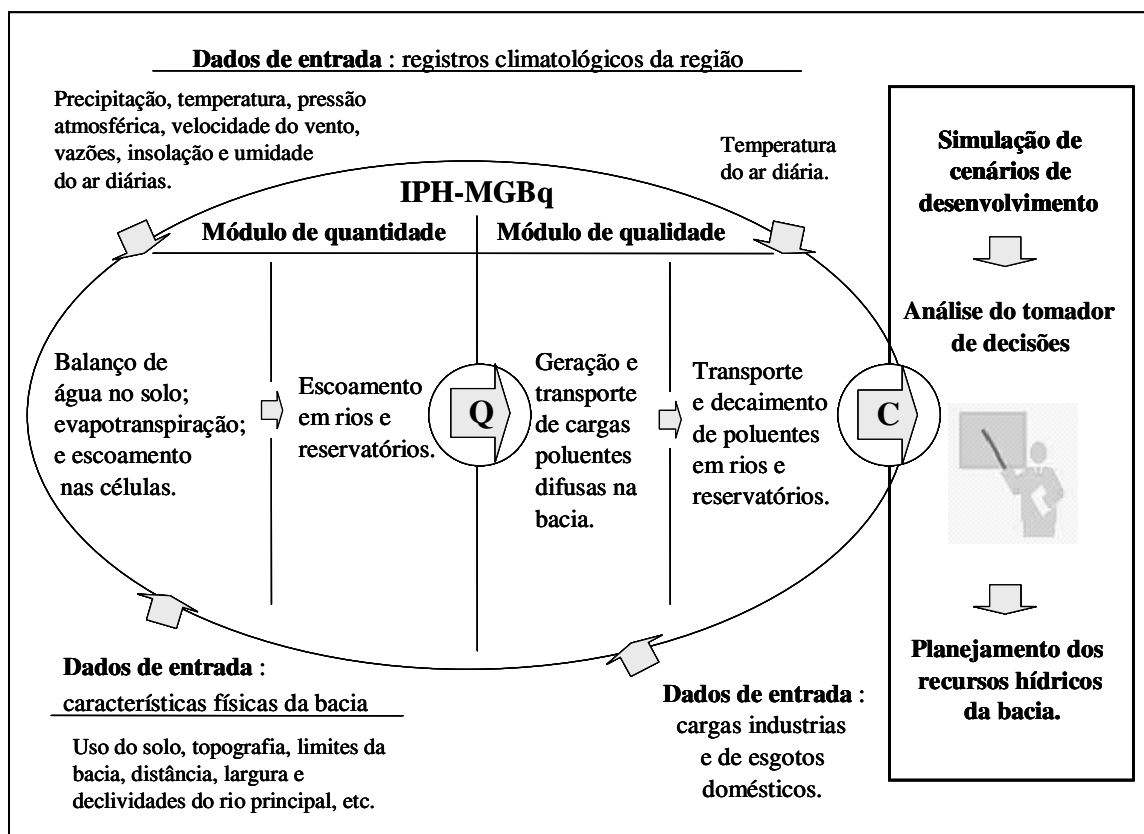 Dados de entrada : registros climatológicos da região
Precipitação, temperatura, pressão
atmosférica, velocidade do vento,
vazões, insolação e umidade
do ar diárias.
Temperatura
do ar diária.
IPH-MGBq
Módulo de quantidade
Módulo de qualidade
Balanço de
água no solo;
evapotranspiração;
e escoamento
nas células.
Escoamento
em rios e
reservatórios.
Q
Geração e
transporte
de cargas
poluentes
difusas na
bacia.
Transporte
e decaimento
de poluentes
em rios e
reservatórios.
C
Dados de entrada :
características físicas da bacia
Uso do solo, topografia, limites da
bacia, distância, largura e
declividades do rio principal, etc.
Dados de entrada :
cargas industrias
e de esgotos
domésticos.
Simulação de
cenários de
desenvolvimento
Análise do tomador
de decisões
Planejamento dos
recursos hídricos
da bacia.